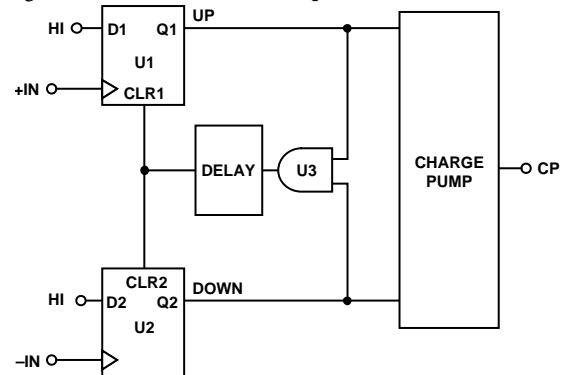 UP
HI
D1
Q1
U1
+IN
CLR1
DELAY
U3
CHARGE
PUMP
CP
CLR2
DOWN
HI
D2
Q2
U2
–IN